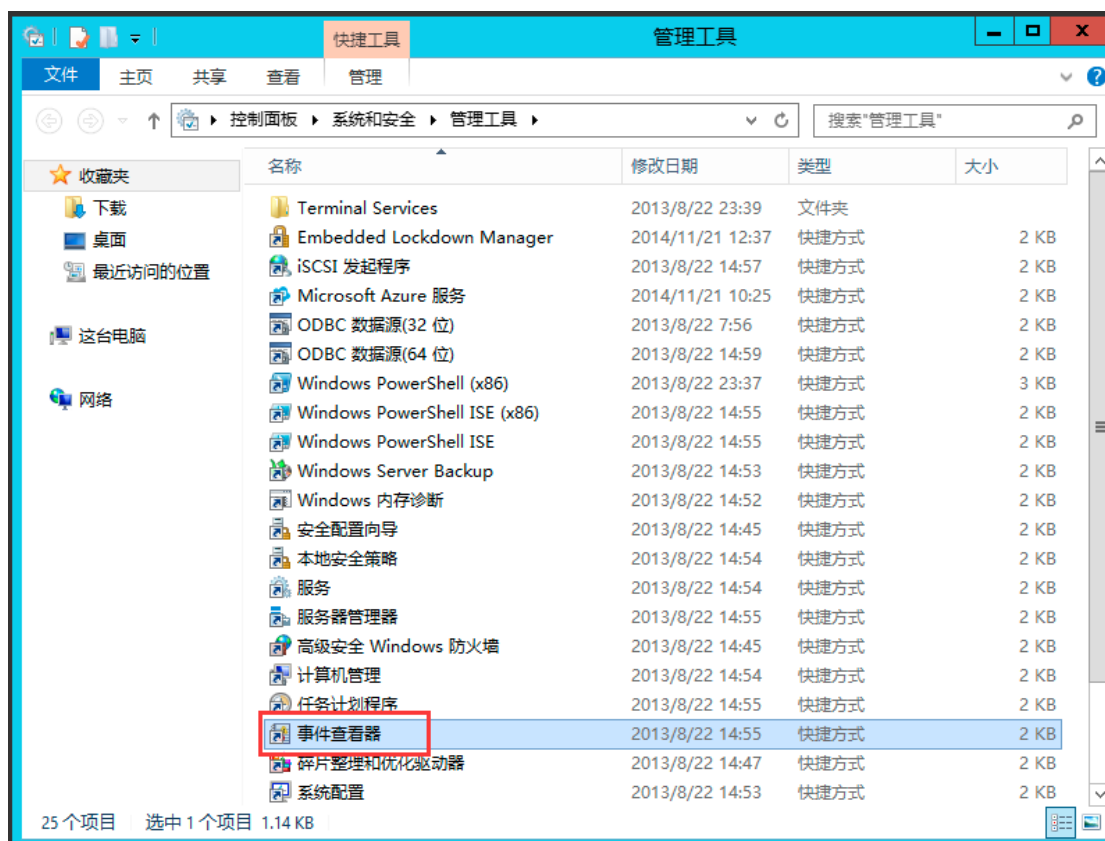 快捷工具 管理工具
文件 主页 共享 查看 管理
控制面板 系统和安全 管理工具 搜索"管理工具"
名称 修改日期 类型 大小
收藏夹
下载
桌面
最近访问的位置
这台电脑
网络
Terminal Services 2013/8/22 23:39 文件夹
Embedded Lockdown Manager 2014/11/21 12:37 快捷方式 2 KB
iSCSI 发起程序 2013/8/22 14:57 快捷方式 2 KB
Microsoft Azure 服务 2014/11/21 10:25 快捷方式 2 KB
ODBC 数据源(32 位) 2013/8/22 7:56 快捷方式 2 KB
ODBC 数据源(64 位) 2013/8/22 14:59 快捷方式 2 KB
Windows PowerShell (x86) 2013/8/22 23:37 快捷方式 3 KB
Windows PowerShell ISE (x86) 2013/8/22 14:55 快捷方式 2 KB
Windows PowerShell ISE 2013/8/22 14:55 快捷方式 2 KB
Windows Server Backup 2013/8/22 14:53 快捷方式 2 KB
Windows 内存诊断 2013/8/22 14:52 快捷方式 2 KB
安全配置向导 2013/8/22 14:45 快捷方式 2 KB
本地安全策略 2013/8/22 14:54 快捷方式 2 KB
服务 2013/8/22 14:54 快捷方式 2 KB
服务器管理器 2013/8/22 14:55 快捷方式 2 KB
高级安全 Windows 防火墙 2013/8/22 14:45 快捷方式 2 KB
计算机管理 2013/8/22 14:54 快捷方式 2 KB
任务计划程序 2013/8/22 14:55 快捷方式 2 KB
事件查看器 2013/8/22 14:55 快捷方式 2 KB
碎片整理和优化驱动器 2013/8/22 14:47 快捷方式 2 KB
系统配置 2013/8/22 14:53 快捷方式 2 KB
25 个项目 选中 1 个项目 1.14 KB